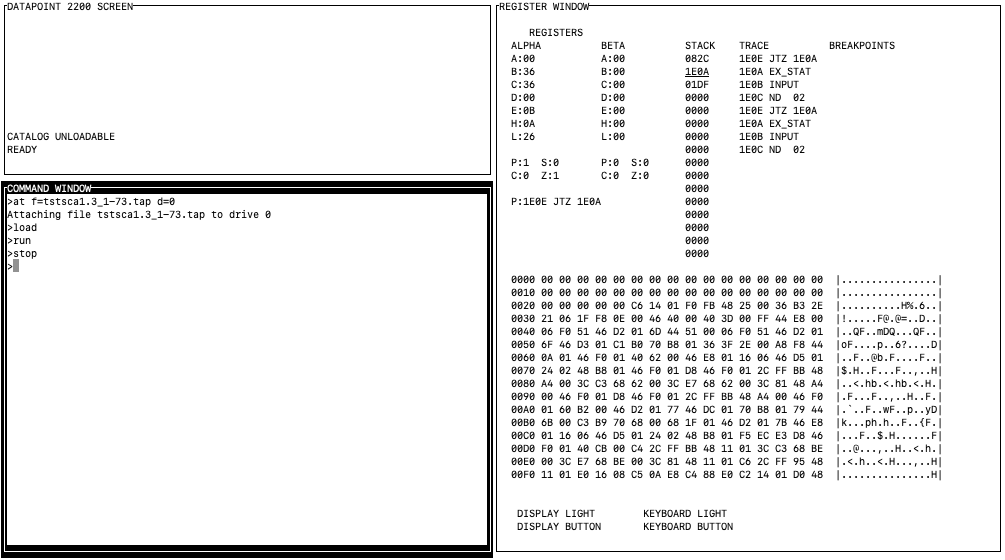 DATAPOINT 2200 SCREEN
CATALOG UNLOADABLE
READY
COMMAND WINDOW
>at f=tstsca1.3_1-73.tap d=0
Attaching file tstsca1.3_1-73.tap to drive 0
>load
>run
>stop
>
REGISTER WINDOW
REGISTERS
ALPHA BETA STACK TRACE BREAKPOINTS
A:00 A:00 082C 1E0E JTZ 1E0A
B:36 B:00 1E0A 1E0A EX_STAT
C:36 C:00 01DF 1E0B INPUT
D:00 D:00 0000 1E0C ND  02
E:0B E:00 0000 1E0E JTZ 1E0A
H:0A H:00 0000 1E0A EX_STAT
L:26 L:00 0000 1E0B INPUT
0000 1E0C ND  02
P:1  S:0 P:0  S:0 0000
C:0  Z:1 C:0  Z:0 0000
0000
P:1E0E JTZ 1E0A 0000
0000
0000
0000
0000
0000 00 00 00 00 00 00 00 00 00 00 00 00 00 00 00 00 |................|
0010 00 00 00 00 00 00 00 00 00 00 00 00 00 00 00 00 |................|
0020 00 00 00 00 00 C6 14 01 F0 FB 48 25 00 36 B3 2E |..........H%.6..|
0030 21 06 1F F8 0E 00 46 40 00 40 3D 00 FF 44 E8 00 |!.....F@.@=..D..|
0040 06 F0 51 46 D2 01 6D 44 51 00 06 F0 51 46 D2 01 |..QF..mDQ...QF..|
0050 6F 46 D3 01 C1 B0 70 B8 01 36 3F 2E 00 A8 F8 44 |oF....p..6?....D|
0060 0A 01 46 F0 01 40 62 00 46 E8 01 16 06 46 D5 01 |..F..@b.F....F..|
0070 24 02 48 B8 01 46 F0 01 D8 46 F0 01 2C FF BB 48 |$.H..F...F..,..H|
0080 A4 00 3C C3 68 62 00 3C E7 68 62 00 3C 81 48 A4 |..<.hb.<.hb.<.H.|
0090 00 46 F0 01 D8 46 F0 01 2C FF BB 48 A4 00 46 F0 |.F...F..,..H..F.|
00A0 01 60 B2 00 46 D2 01 77 46 DC 01 70 B8 01 79 44 |.`..F..wF..p..yD|
00B0 6B 00 C3 B9 70 68 00 68 1F 01 46 D2 01 7B 46 E8 |k...ph.h..F..{F.|
00C0 01 16 06 46 D5 01 24 02 48 B8 01 F5 EC E3 D8 46 |...F..$.H......F|
00D0 F0 01 40 CB 00 C4 2C FF BB 48 11 01 3C C3 68 BE |..@...,..H..<.h.|
00E0 00 3C E7 68 BE 00 3C 81 48 11 01 C6 2C FF 95 48 |.<.h..<.H...,..H|
00F0 11 01 E0 16 08 C5 0A E8 C4 88 E0 C2 14 01 D0 48 |...............H|
DISPLAY LIGHT KEYBOARD LIGHT
DISPLAY BUTTON KEYBOARD BUTTON